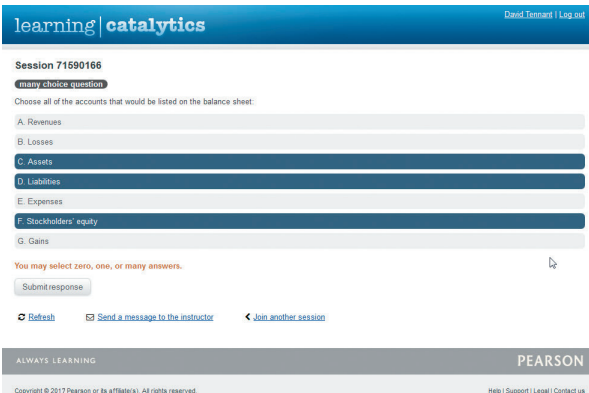 learning|catalytics
David Tennant | Log out
Session 71590166
many choice question
Choose all of the accounts that would be listed on the balance sheet:
A. Revenues
B. Losses
C. Assets
D. Liabilities
E. Expenses
F. Stockholders' equity
G. Gains
You may select zero, one, or many answers.
Submit response
Refresh Send a message to the instructor Join another session
ALWAYS LEARNING PEARSON
Copyright © 2017 Pearson or its affiliate(s). All rights reserved. Help | Support | Legal | Contact us